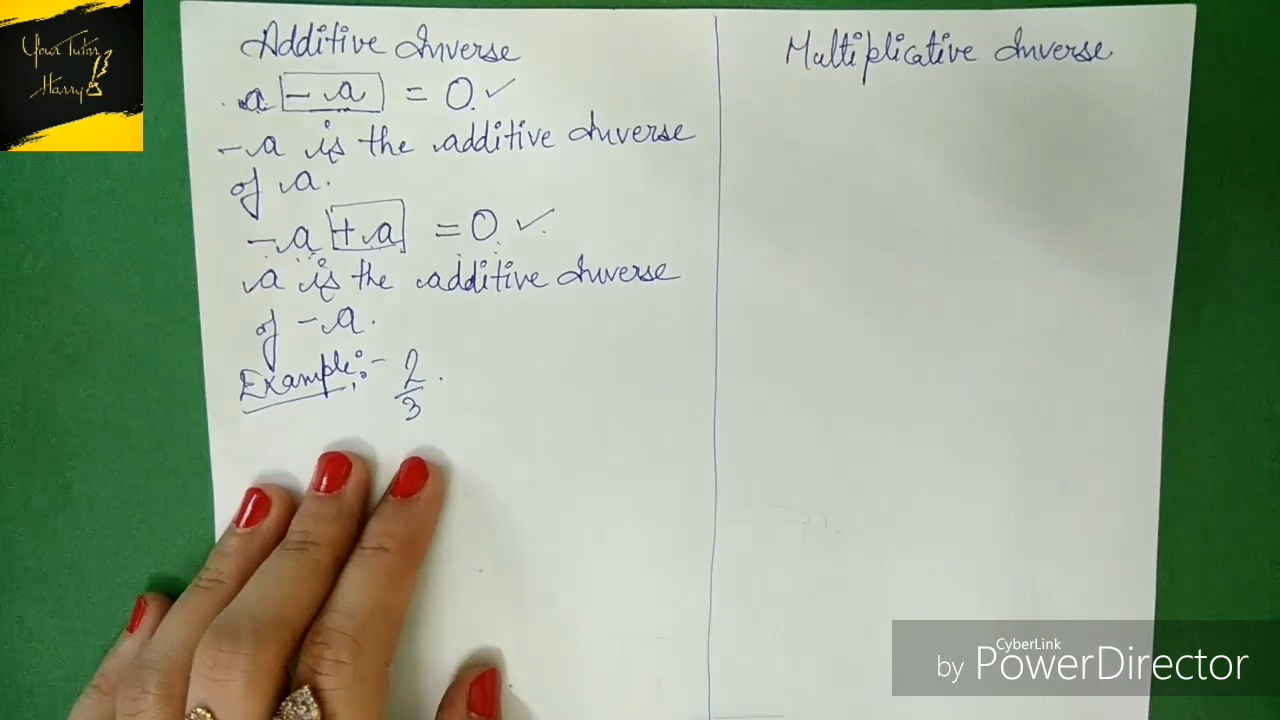 Your Tutor
Harry
Additive Inverse
a - a = 0 ✓
-a is the additive inverse
of a.
-a + a = 0 ✓
a is the additive inverse
of -a.
Example:- 2/3.
Multiplicative Inverse
CyberLink
by PowerDirector